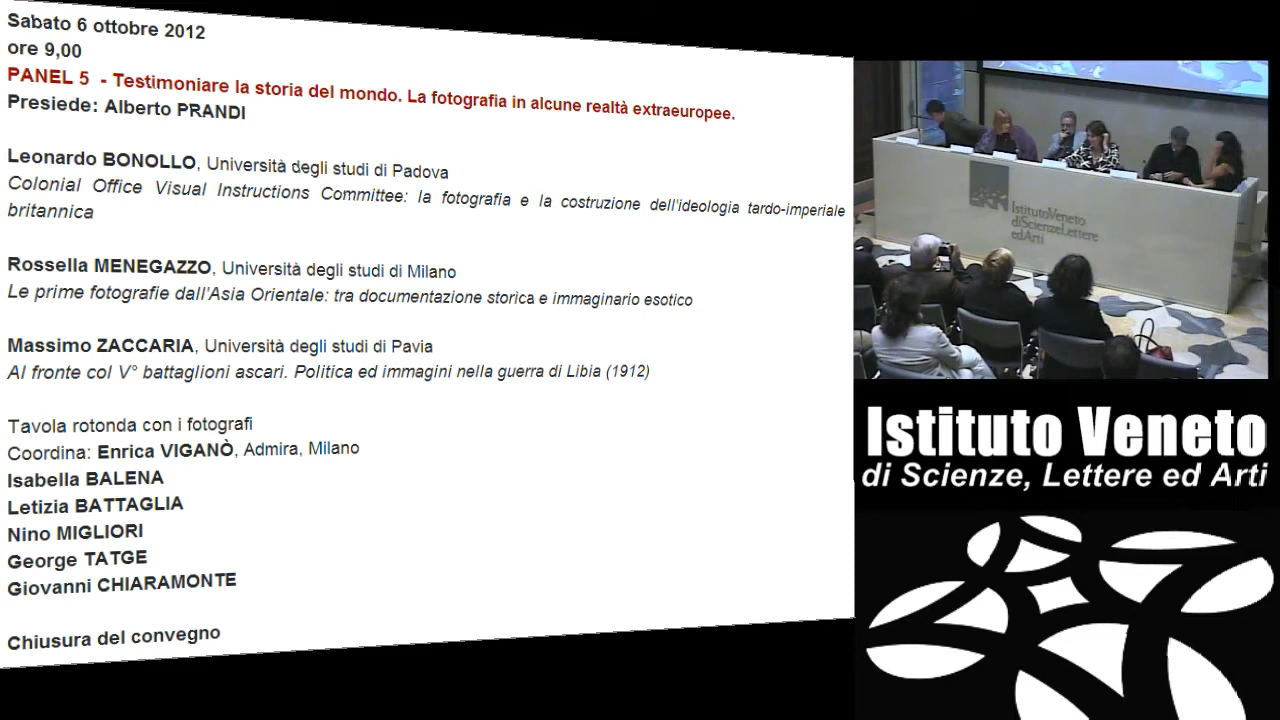 Sabato 6 ottobre 2012
ore 9,00
PANEL 5 - Testimoniare la storia del mondo. La fotografia in alcune realtà extraeuropee.
Presiede: Alberto PRANDI
Leonardo BONOLLO, Università degli studi di Padova
Colonial Office Visual Instructions Committee: la fotografia e la costruzione dell'ideologia tardo-imperiale
britannica
Rossella MENEGAZZO, Università degli studi di Milano
Le prime fotografie dall'Asia Orientale: tra documentazione storica e immaginario esotico
Massimo ZACCARIA, Università degli studi di Pavia
Al fronte col V° battaglioni ascari. Politica ed immagini nella guerra di Libia (1912)
Tavola rotonda con i fotografi
Coordina: Enrica VIGANÒ, Admira, Milano
Isabella BALENA
Letizia BATTAGLIA
Nino MIGLIORI
George TATGE
Giovanni CHIARAMONTE
Chiusura del convegno
IstitutoVeneto
diScienzeLettere
edArti
Istituto Veneto
di Scienze, Lettere ed Arti